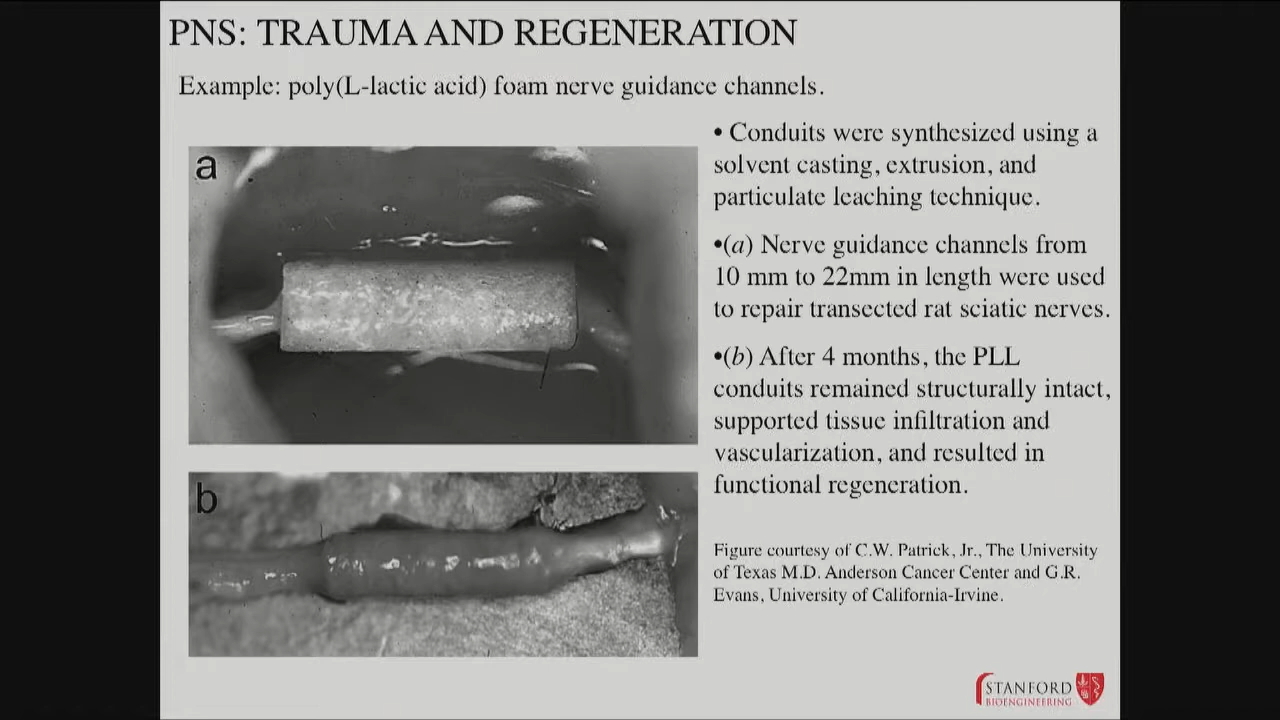 PNS: TRAUMA AND REGENERATION
Example: poly(L-lactic acid) foam nerve guidance channels.
a
b
• Conduits were synthesized using a
solvent casting, extrusion, and
particulate leaching technique.
•(a) Nerve guidance channels from
10 mm to 22mm in length were used
to repair transected rat sciatic nerves.
•(b) After 4 months, the PLL
conduits remained structurally intact,
supported tissue infiltration and
vascularization, and resulted in
functional regeneration.
Figure courtesy of C.W. Patrick, Jr., The University
of Texas M.D. Anderson Cancer Center and G.R.
Evans, University of California-Irvine.
STANFORD
BIOENGINEERING